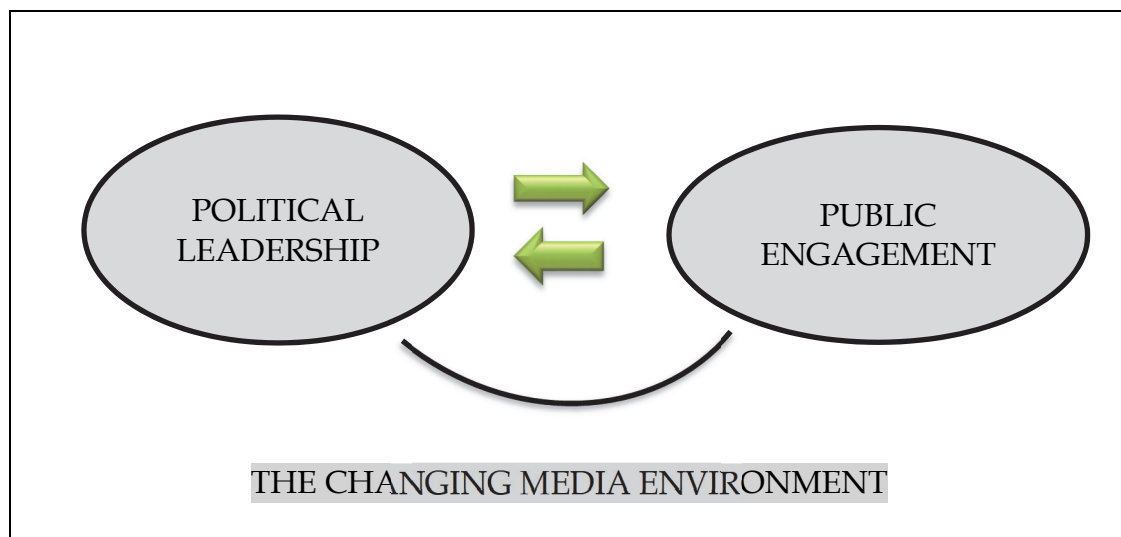 POLITICAL
LEADERSHIP
PUBLIC
ENGAGEMENT
THE CHANGING MEDIA ENVIRONMENT